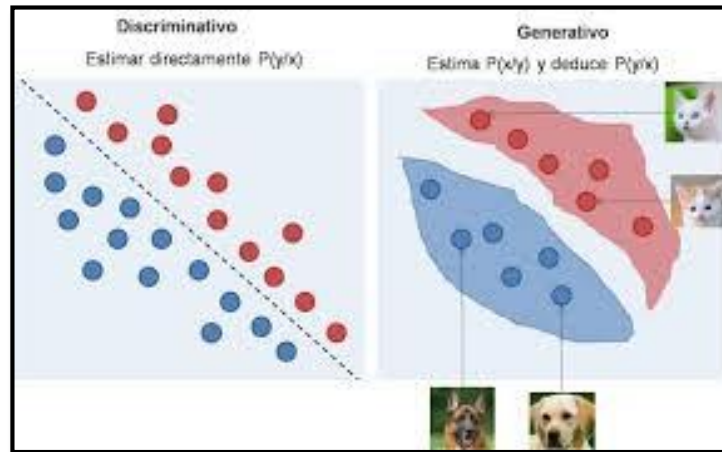 Discriminativo
Estimar directamente P(y/x)
Generativo
Estima P(x/y) y deduce P(y/x)